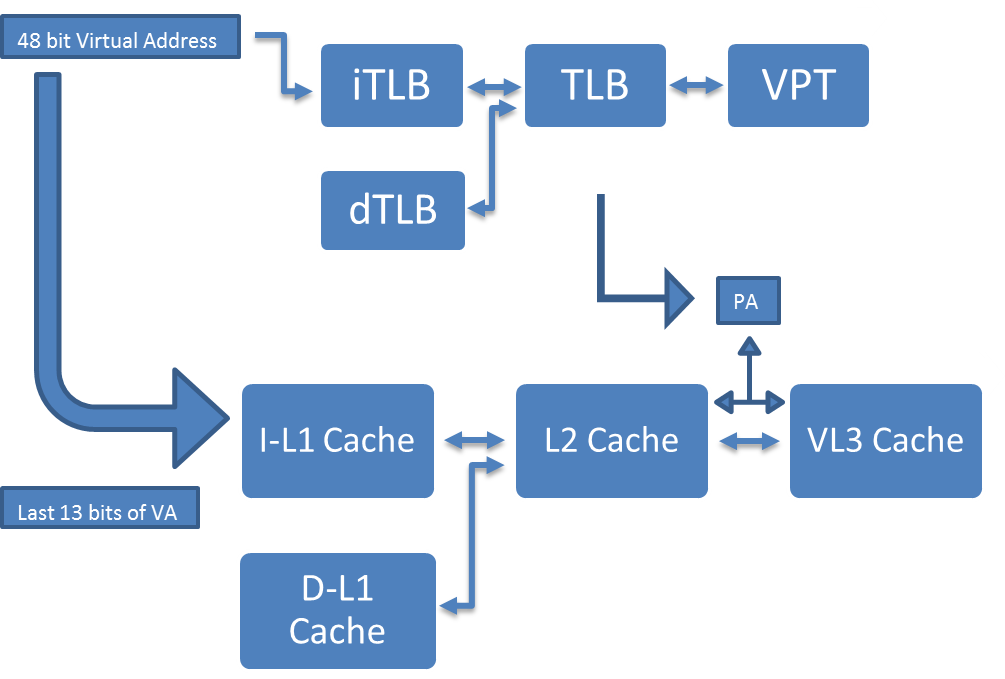 48 bit Virtual Address
iTLB
TLB
VPT
dTLB
PA
I-L1 Cache
L2 Cache
VL3 Cache
Last 13 bits of VA
D-L1
Cache